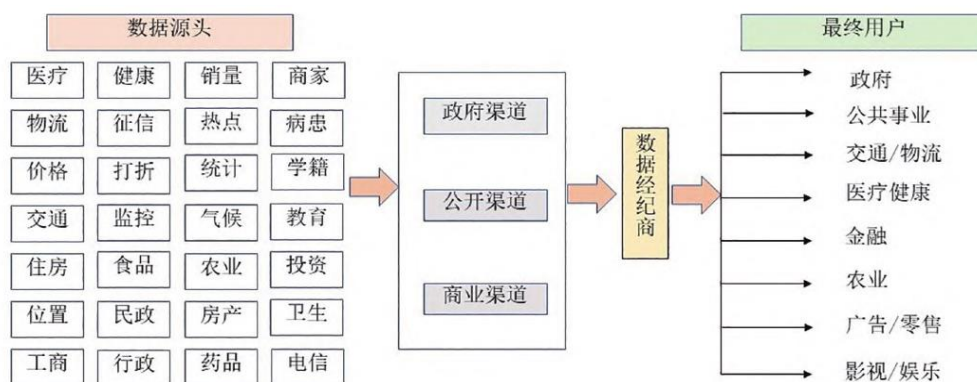 数据源头
医疗 健康 销量 商家
物流 征信 热点 病患
价格 打折 统计 学籍
交通 监控 气候 教育
住房 食品 农业 投资
位置 民政 房产 卫生
工商 行政 药品 电信
政府渠道
公开渠道
商业渠道
数据经纪商
最终用户
政府
公共事业
交通/物流
医疗健康
金融
农业
广告/零售
影视/娱乐